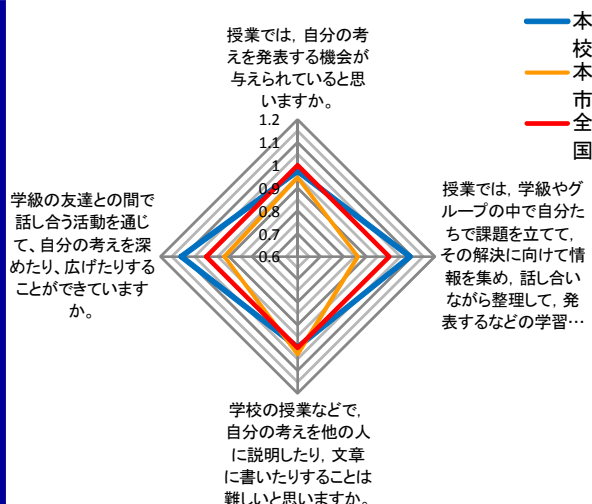 授業では，自分の考
えを発表する機会が
与えられていると思
いますか。
本
校
本
市
全
国
1.2
1.1
1
0.9
0.8
0.7
0.6
学級の友達との間で
話し合う活動を通じ
て、自分の考えを深
めたり、広げたりする
ことができています
か。
授業では，学級やグ
ループの中で自分た
ちで課題を立てて，
その解決に向けて情
報を集め，話し合い
ながら整理して，発
表するなどの学習…
学校の授業などで，
自分の考えを他の人
に説明したり，文章
に書いたりすることは
難しいと思いますか。